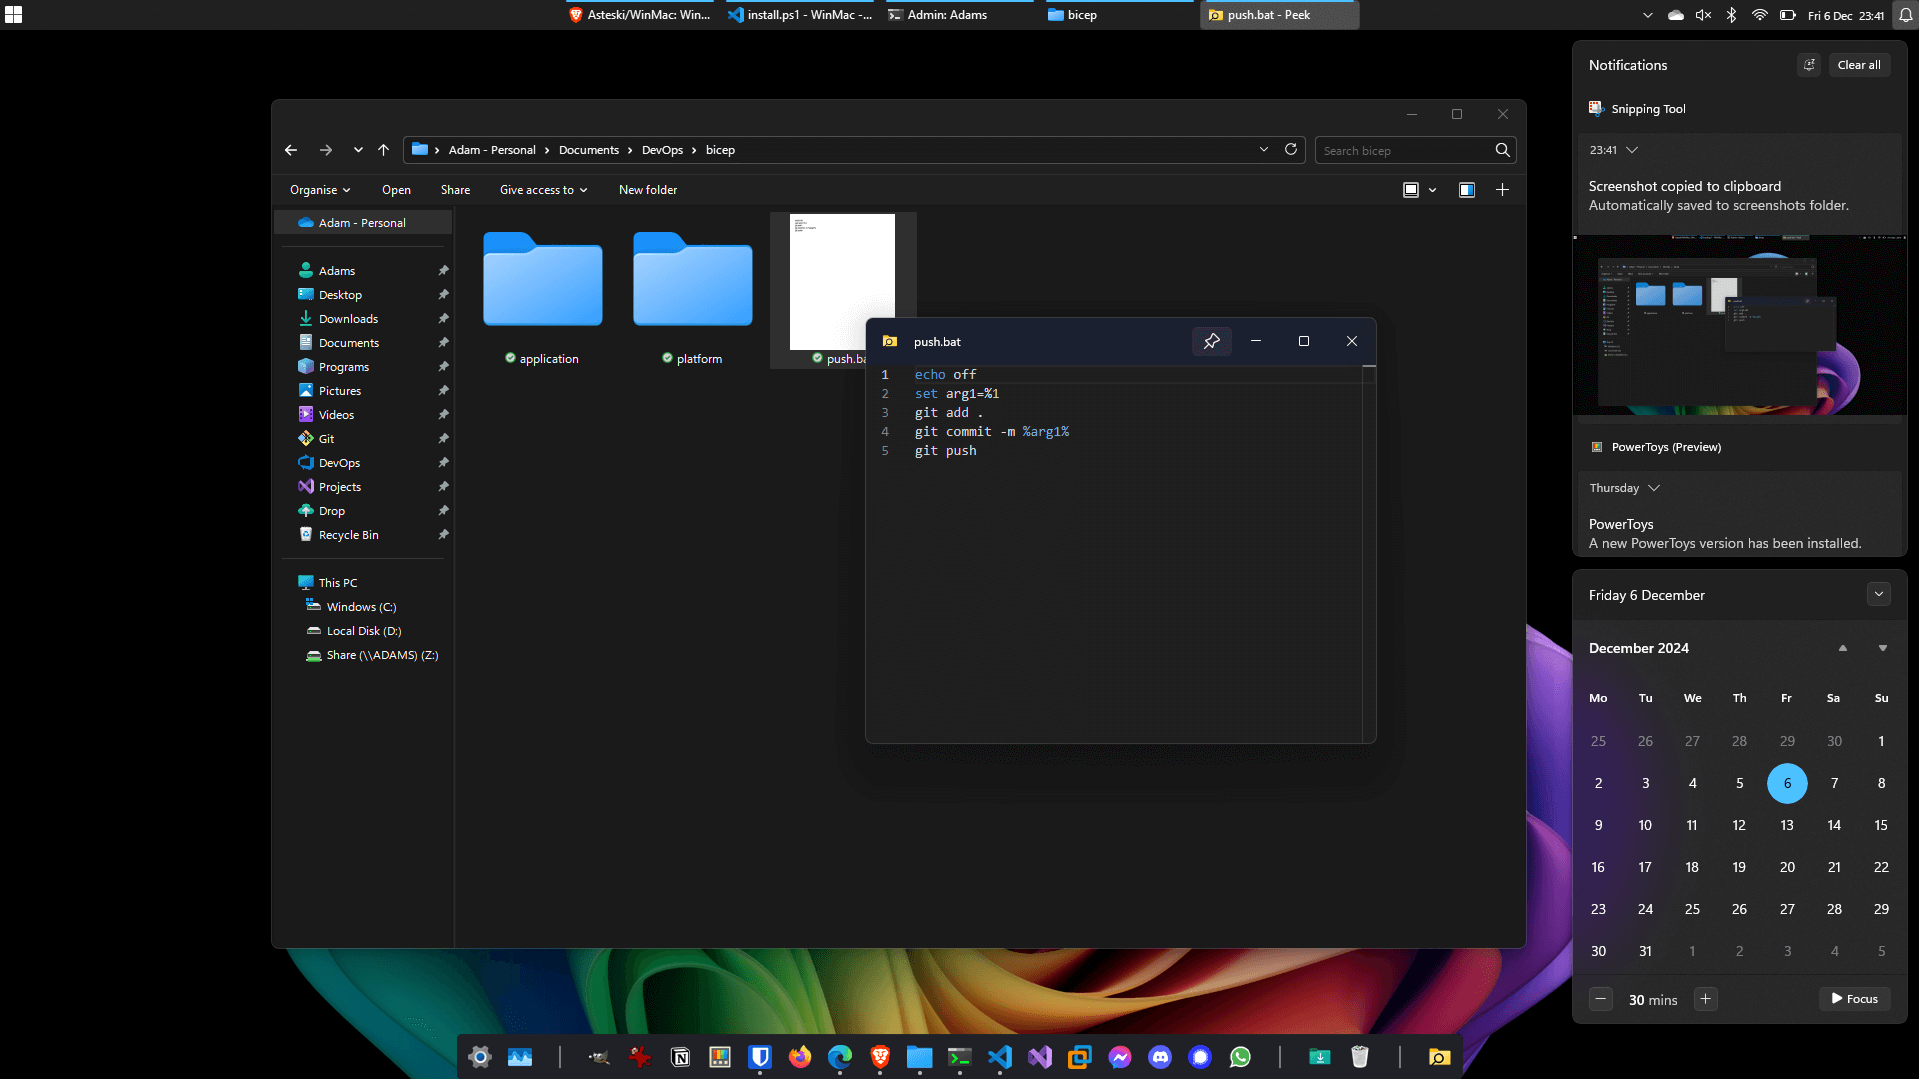 Asteski/WinMac: Win...
install.ps1 - WinMac -...
Admin: Adams
bicep
push.bat - Peek
Fri 6 Dec 23:41
Adam - Personal
Documents
DevOps
bicep
Search bicep
Organise
Open
Share
Give access to
New folder
Adam - Personal
Adams
Desktop
Downloads
Documents
Programs
Pictures
Videos
Git
DevOps
Projects
Drop
Recycle Bin
This PC
Windows (C:)
Local Disk (D:)
Share (\\ADAMS) (Z:)
application
platform
push.ba
push.bat
1 echo off
2 set arg1=%1
3 git add .
4 git commit -m %arg1%
5 git push
Notifications
Clear all
Snipping Tool
23:41
Screenshot copied to clipboard
Automatically saved to screenshots folder.
PowerToys (Preview)
Thursday
PowerToys
A new PowerToys version has been installed.
Friday 6 December
December 2024
Mo Tu We Th Fr Sa Su
25 26 27 28 29 30 1
2 3 4 5 6 7 8
9 10 11 12 13 14 15
16 17 18 19 20 21 22
23 24 25 26 27 28 29
30 31 1 2 3 4 5
30 mins
Focus